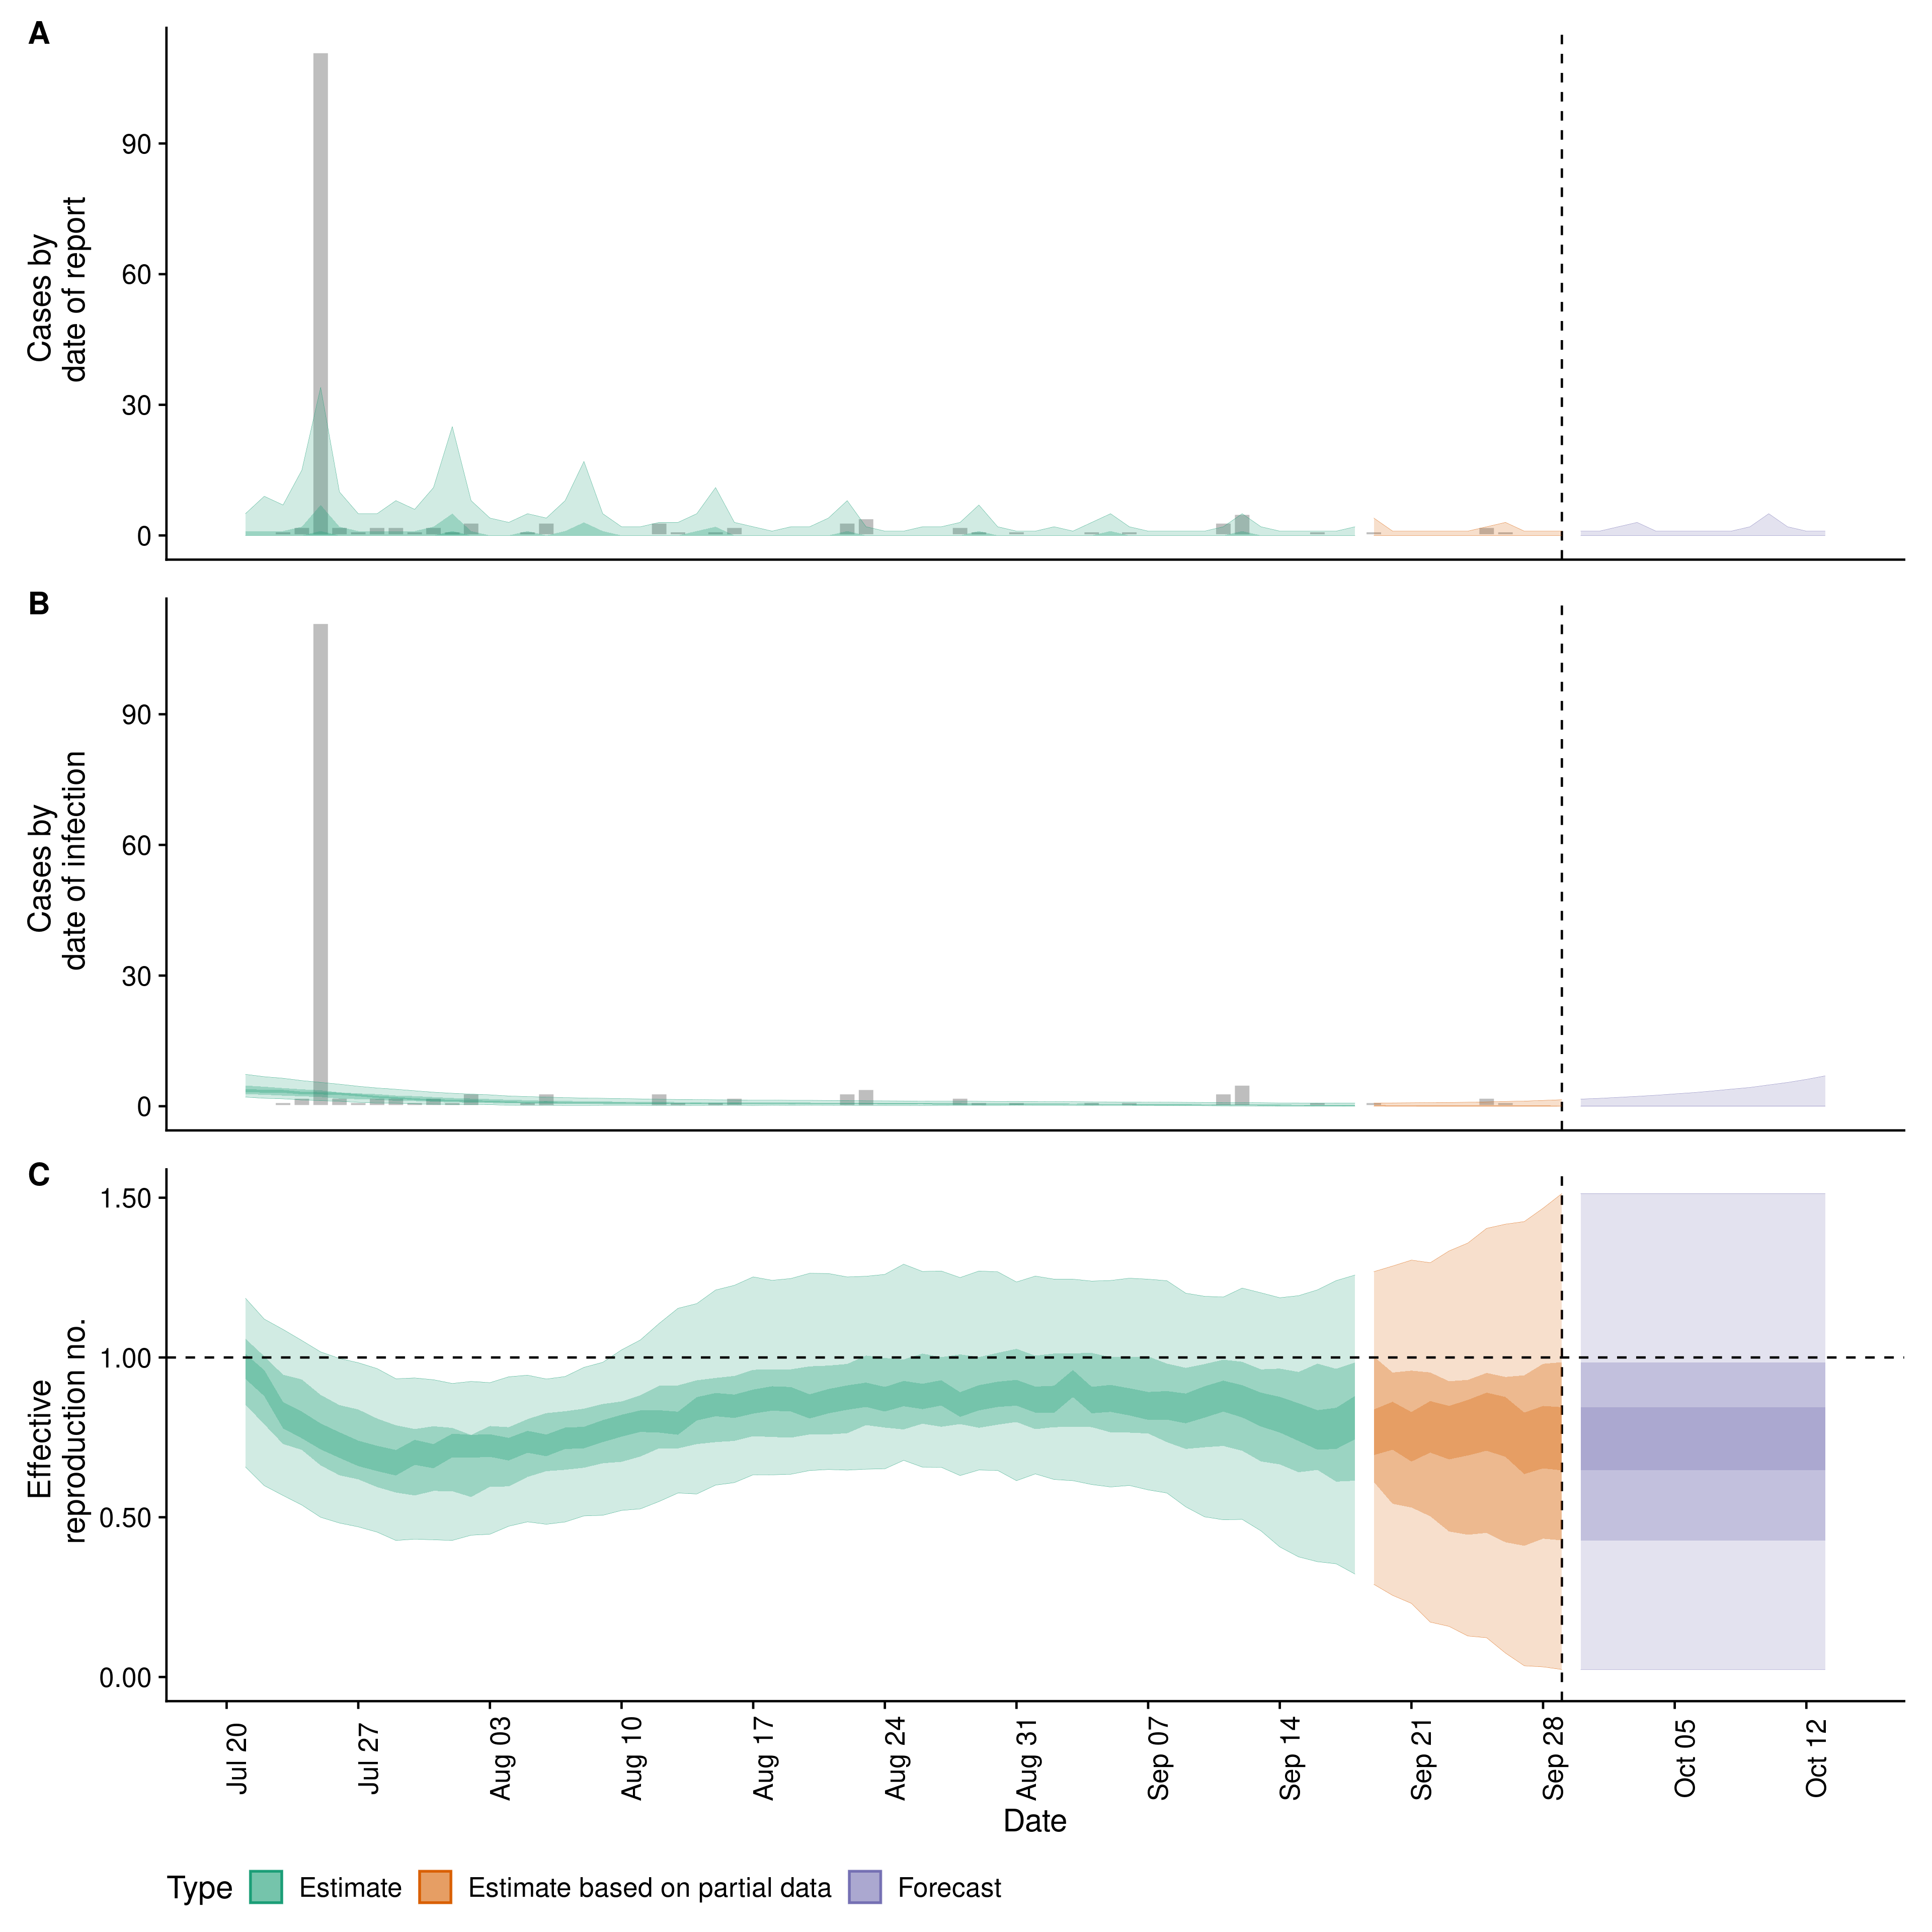 A
Cases by
date of report
90
60
30
0
B
Cases by
date of infection
90
60
30
0
C
Effective
reproduction no.
1.50
1.00
0.50
0.00
Jul 20
Jul 27
Aug 03
Aug 10
Aug 17
Aug 24
Aug 31
Sep 07
Sep 14
Sep 21
Sep 28
Oct 05
Oct 12
Date
Type Estimate Estimate based on partial data Forecast